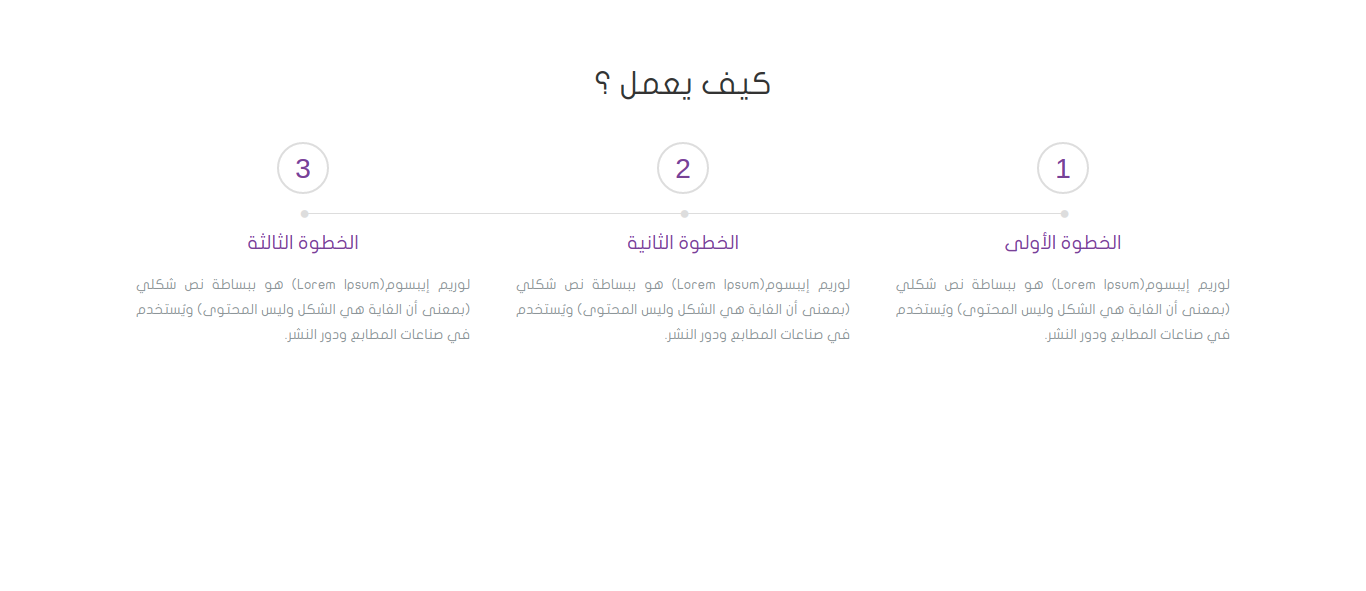 كيف يعمل ؟
1
الخطوة الأولى
لوريم إيبسوم(Lorem Ipsum) هو ببساطة نص شكلي
(بمعنى أن الغاية هي الشكل وليس المحتوى) ويُستخدم
في صناعات المطابع ودور النشر.
2
الخطوة الثانية
لوريم إيبسوم(Lorem Ipsum) هو ببساطة نص شكلي
(بمعنى أن الغاية هي الشكل وليس المحتوى) ويُستخدم
في صناعات المطابع ودور النشر.
3
الخطوة الثالثة
لوريم إيبسوم(Lorem Ipsum) هو ببساطة نص شكلي
(بمعنى أن الغاية هي الشكل وليس المحتوى) ويُستخدم
في صناعات المطابع ودور النشر.